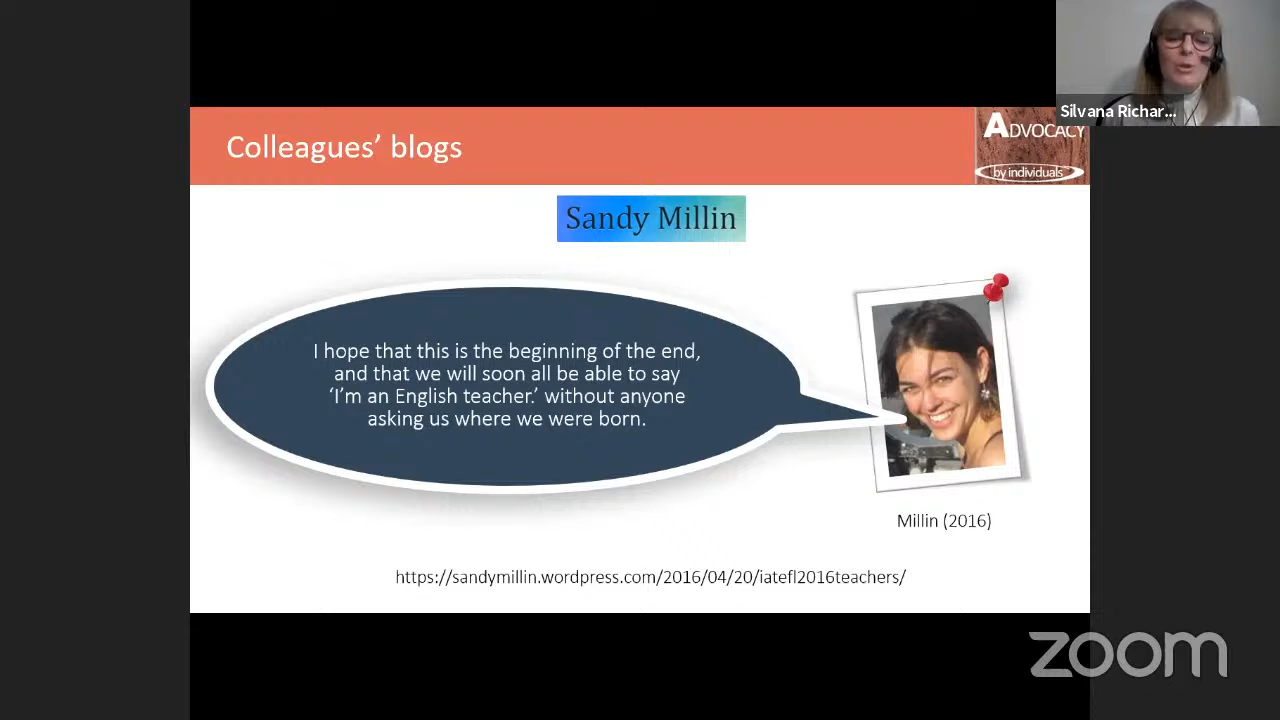 Silvana Richar...
Colleagues’ blogs
ADVOCACY
by individuals
Sandy Millin
I hope that this is the beginning of the end,
and that we will soon all be able to say
‘I’m an English teacher.’ without anyone
asking us where we were born.
Millin (2016)
https://sandymillin.wordpress.com/2016/04/20/iatefl2016teachers/
zoom